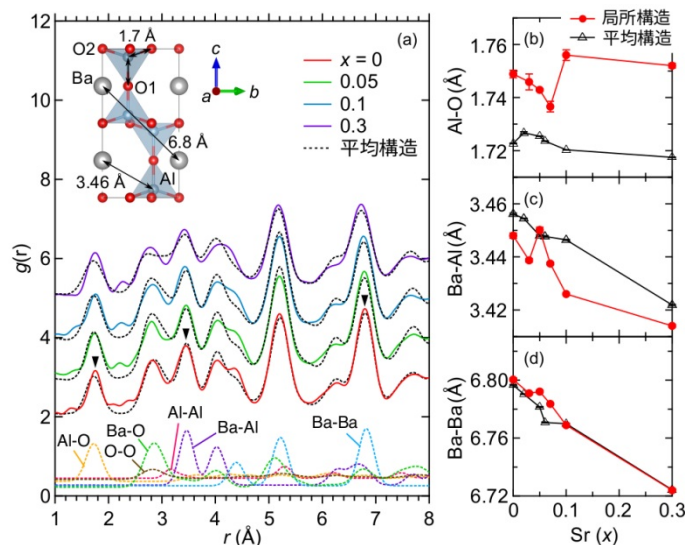 (a)
1.7 Å
O2
Ba
O1
6.8 Å
3.46 Å
Al
c
a
b
x = 0
0.05
0.1
0.3
平均構造
g(r)
12
10
8
6
4
2
0
Al-O
Ba-O
O-O
Al-Al
Ba-Al
Ba-Ba
1 2 3 4 5 6 7 8
r (Å)
局所構造
平均構造
(b)
Al-O (Å)
1.76
1.74
1.72
(c)
Ba-Al (Å)
3.46
3.44
3.42
(d)
Ba-Ba (Å)
6.80
6.76
6.72
0 0.1 0.2 0.3
Sr (x)